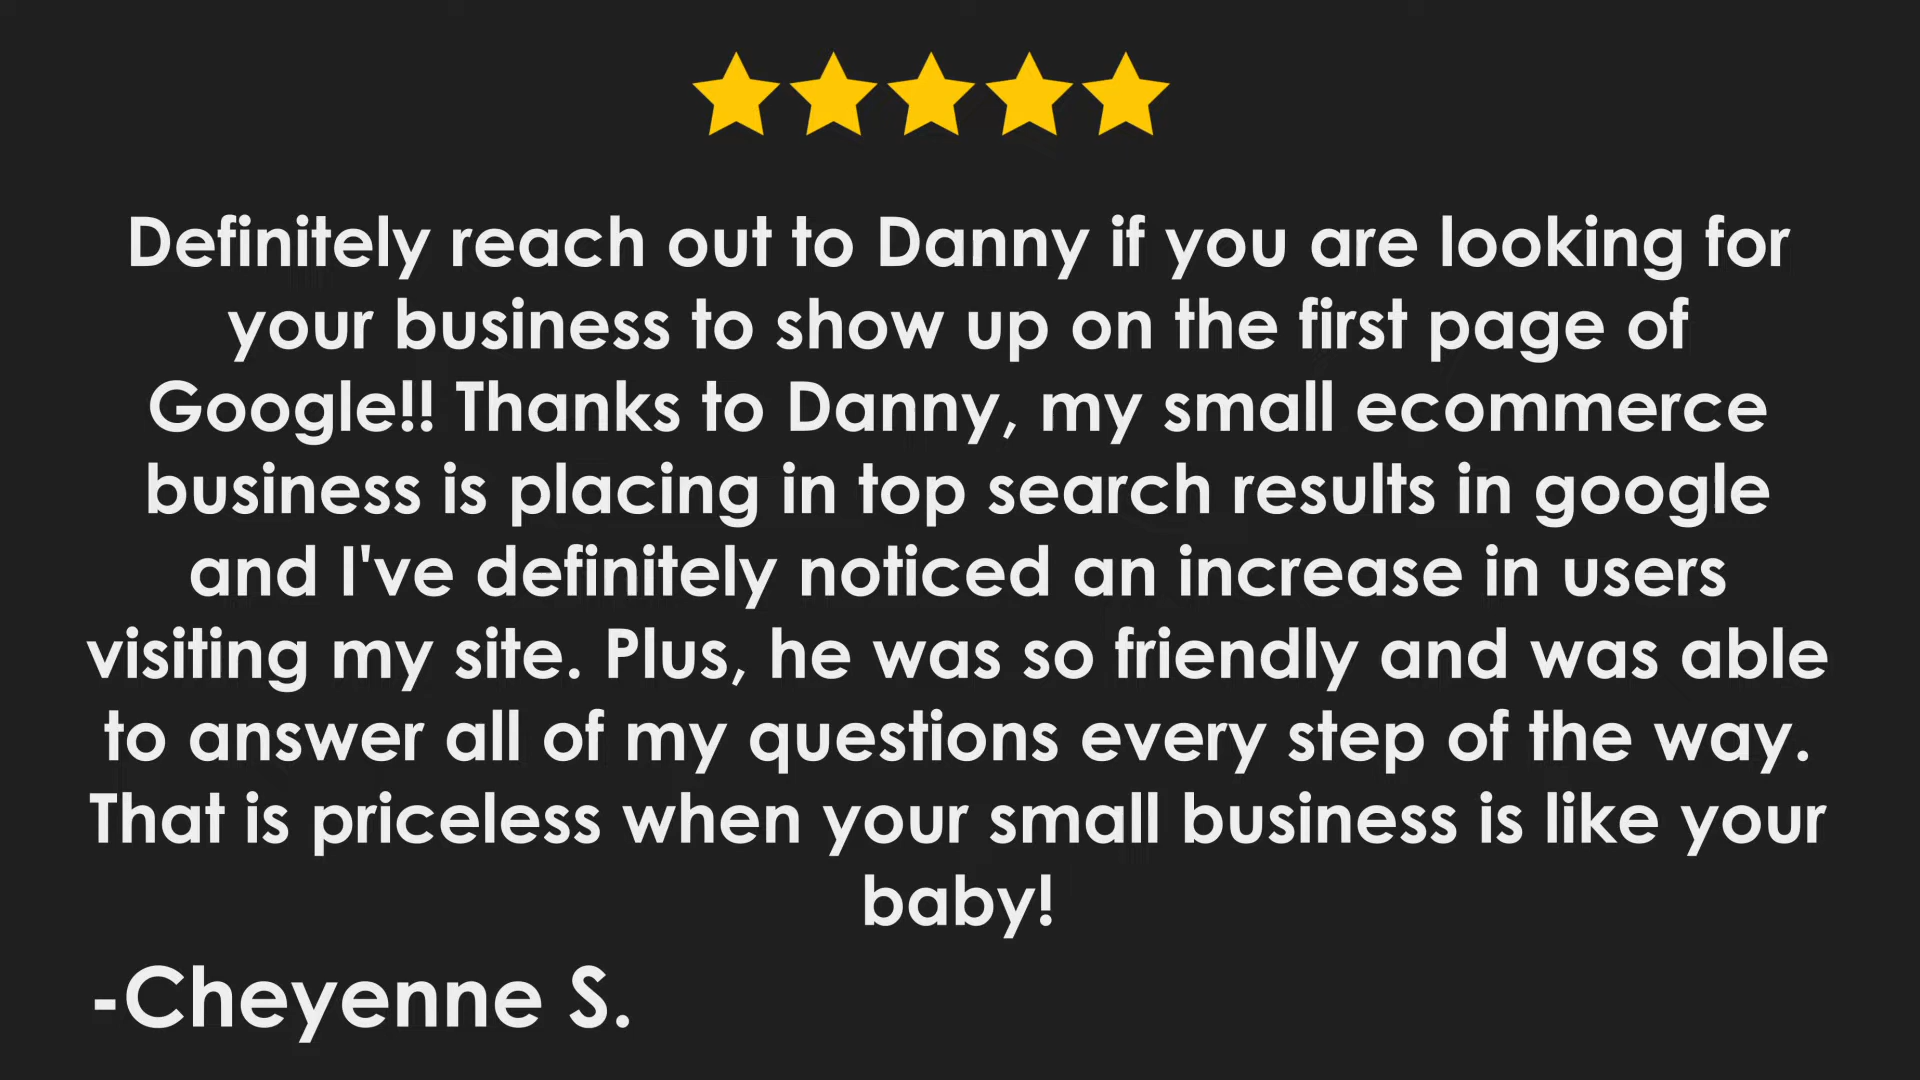 Definitely reach out to Danny if you are looking for
your business to show up on the first page of
Google!! Thanks to Danny, my small ecommerce
business is placing in top search results in google
and I've definitely noticed an increase in users
visiting my site. Plus, he was so friendly and was able
to answer all of my questions every step of the way.
That is priceless when your small business is like your
baby!
-Cheyenne S.